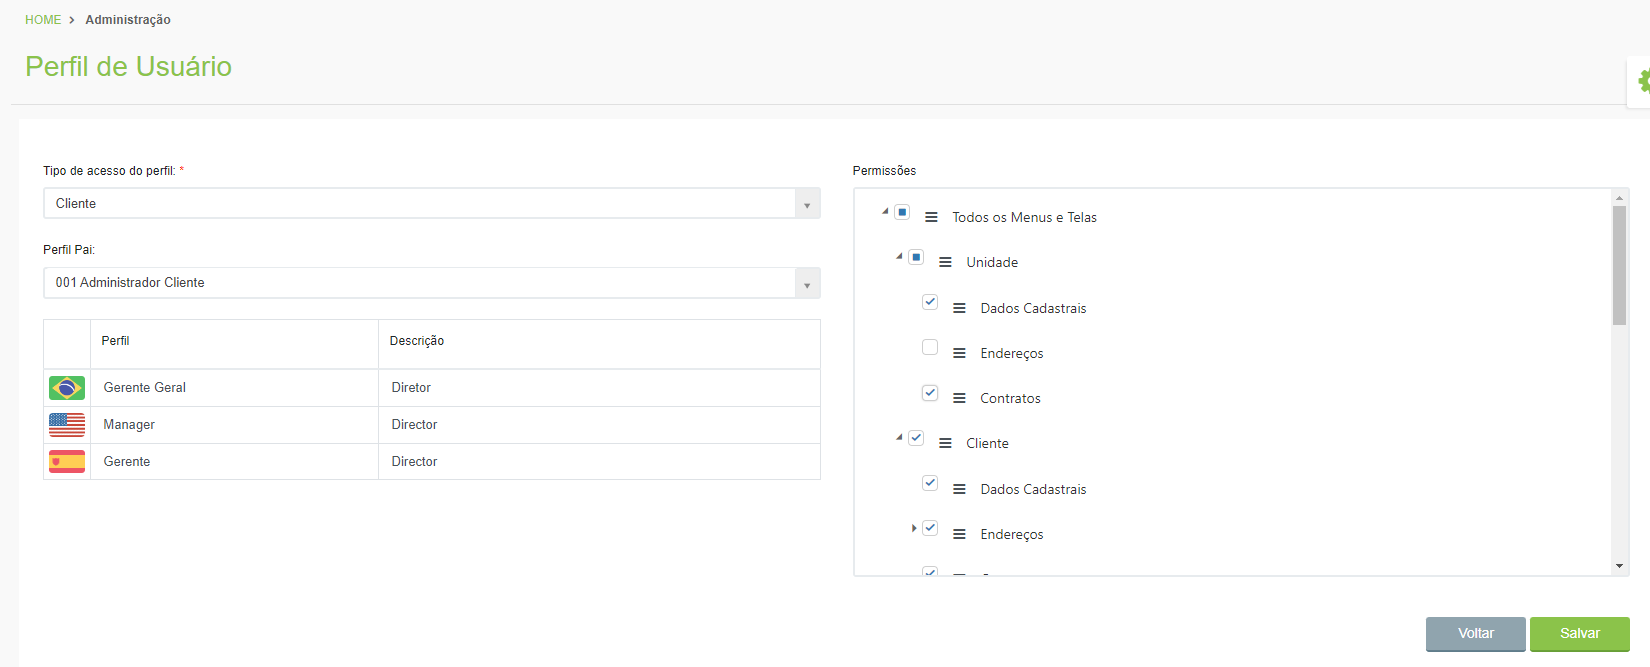 HOME > Administração
Perfil de Usuário
Tipo de acesso do perfil: *
Cliente
Perfil Pai:
001 Administrador Cliente
Perfil Descrição
Gerente Geral Diretor
Manager Director
Gerente Director
Permissões
Todos os Menus e Telas
Unidade
Dados Cadastrais
Endereços
Contratos
Cliente
Dados Cadastrais
Endereços
Voltar Salvar